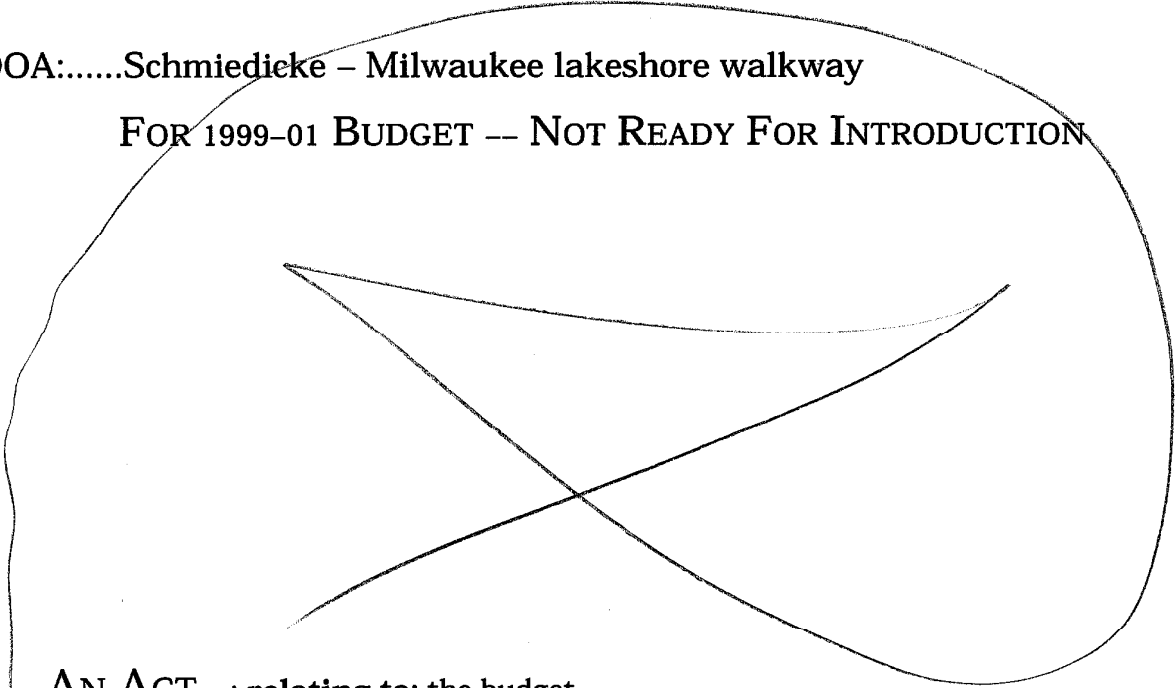 OA:......Schmiedicke – Milwaukee lakeshore walkway
FOR 1999–01 BUDGET -- NOT READY FOR INTRODUCTION
AN ACT ...; relating to: the budget.